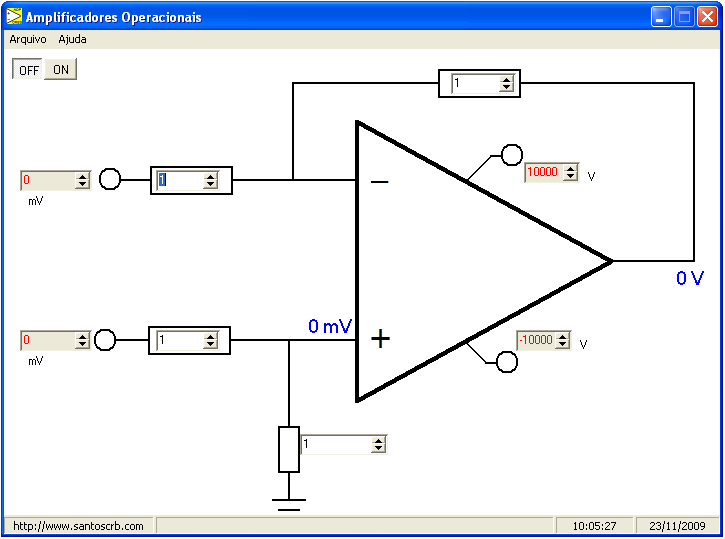 Amplificadores Operacionais
Arquivo Ajuda
OFF ON
1
10000 V
0 1
mV
0 V
0 mV
0 1
mV
-10000 V
1
http://www.santoscrb.com 10:05:27 23/11/2009